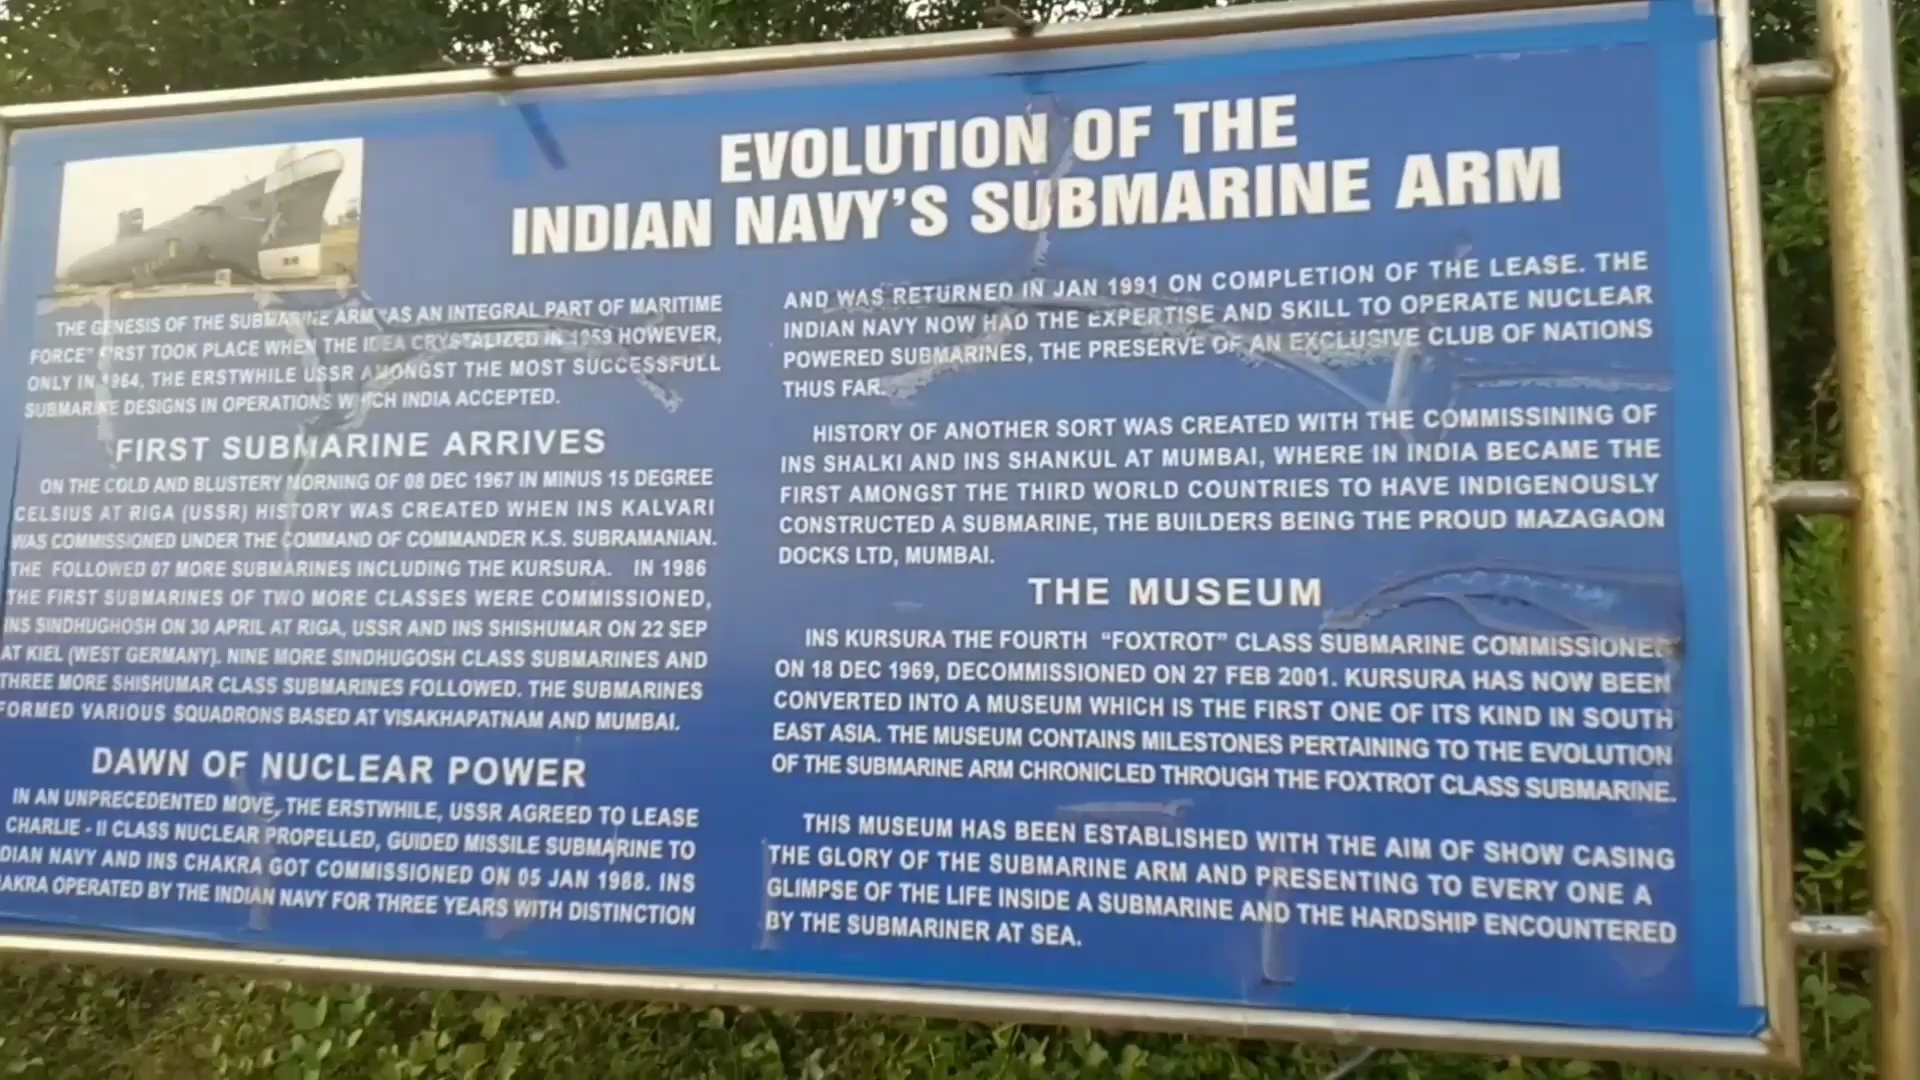 EVOLUTION OF THE
INDIAN NAVY'S SUBMARINE ARM
THE GENESIS OF THE SUBMARINE ARM "AS AN INTEGRAL PART OF MARITIME
FORCE" FIRST TOOK PLACE WHEN THE IDEA CRYSTALIZED IN 1959 HOWEVER,
ONLY IN 1964, THE ERSTWHILE USSR AMONGST THE MOST SUCCESSFULL
SUBMARINE DESIGNS IN OPERATIONS WHICH INDIA ACCEPTED.
FIRST SUBMARINE ARRIVES
ON THE COLD AND BLUSTERY MORNING OF 08 DEC 1967 IN MINUS 15 DEGREE
CELSIUS AT RIGA (USSR) HISTORY WAS CREATED WHEN INS KALVARI
WAS COMMISSIONED UNDER THE COMMAND OF COMMANDER K.S. SUBRAMANIAN.
THE FOLLOWED 07 MORE SUBMARINES INCLUDING THE KURSURA. IN 1986
THE FIRST SUBMARINES OF TWO MORE CLASSES WERE COMMISSIONED,
INS SINDHUGHOSH ON 30 APRIL AT RIGA, USSR AND INS SHISHUMAR ON 22 SEP
AT KIEL (WEST GERMANY). NINE MORE SINDHUGOSH CLASS SUBMARINES AND
THREE MORE SHISHUMAR CLASS SUBMARINES FOLLOWED. THE SUBMARINES
FORMED VARIOUS SQUADRONS BASED AT VISAKHAPATNAM AND MUMBAI.
DAWN OF NUCLEAR POWER
IN AN UNPRECEDENTED MOVE, THE ERSTWHILE, USSR AGREED TO LEASE
CHARLIE - II CLASS NUCLEAR PROPELLED, GUIDED MISSILE SUBMARINE TO
DIAN NAVY AND INS CHAKRA GOT COMMISSIONED ON 05 JAN 1988. INS
AKRA OPERATED BY THE INDIAN NAVY FOR THREE YEARS WITH DISTINCTION
AND WAS RETURNED IN JAN 1991 ON COMPLETION OF THE LEASE. THE
INDIAN NAVY NOW HAD THE EXPERTISE AND SKILL TO OPERATE NUCLEAR
POWERED SUBMARINES, THE PRESERVE OF AN EXCLUSIVE CLUB OF NATIONS
THUS FAR.
HISTORY OF ANOTHER SORT WAS CREATED WITH THE COMMISSINING OF
INS SHALKI AND INS SHANKUL AT MUMBAI, WHERE IN INDIA BECAME THE
FIRST AMONGST THE THIRD WORLD COUNTRIES TO HAVE INDIGENOUSLY
CONSTRUCTED A SUBMARINE, THE BUILDERS BEING THE PROUD MAZAGAON
DOCKS LTD, MUMBAI.
THE MUSEUM
INS KURSURA THE FOURTH "FOXTROT" CLASS SUBMARINE COMMISSIONED
ON 18 DEC 1969, DECOMMISSIONED ON 27 FEB 2001. KURSURA HAS NOW BEEN
CONVERTED INTO A MUSEUM WHICH IS THE FIRST ONE OF ITS KIND IN SOUTH
EAST ASIA. THE MUSEUM CONTAINS MILESTONES PERTAINING TO THE EVOLUTION
OF THE SUBMARINE ARM CHRONICLED THROUGH THE FOXTROT CLASS SUBMARINE.
THIS MUSEUM HAS BEEN ESTABLISHED WITH THE AIM OF SHOW CASING
THE GLORY OF THE SUBMARINE ARM AND PRESENTING TO EVERY ONE A
GLIMPSE OF THE LIFE INSIDE A SUBMARINE AND THE HARDSHIP ENCOUNTERED
BY THE SUBMARINER AT SEA.